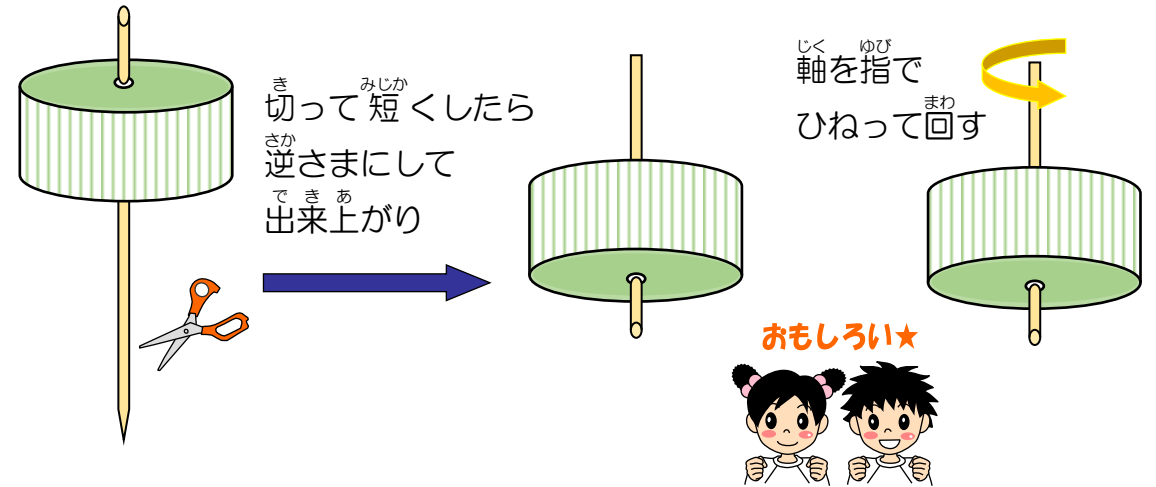 切って短くしたら
逆さまにして
出来上がり
軸を指で
ひねって回す
おもしろい★